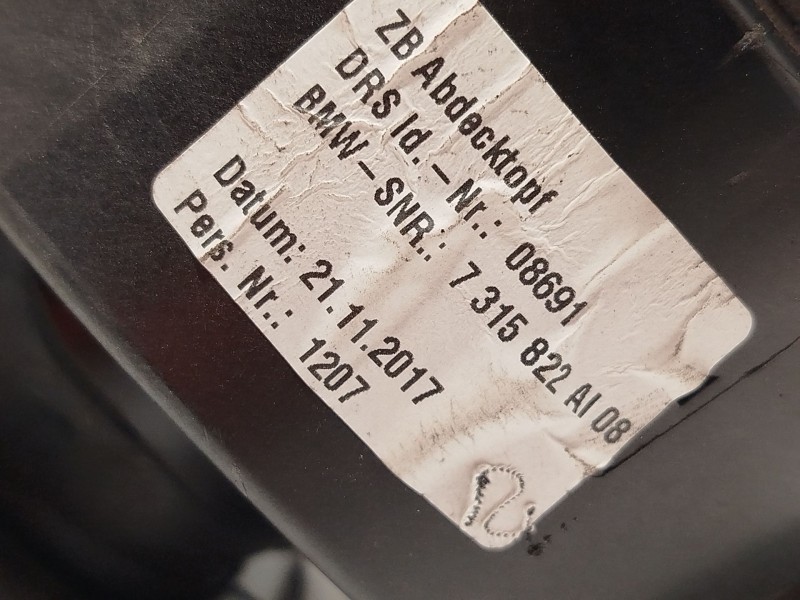 ZB Abdecktopf
DRS Id.-Nr.: 08691
BMW-SNR.: 7 315 822 AI 08
Datum: 21.11.2017
Pers. Nr.: 1207